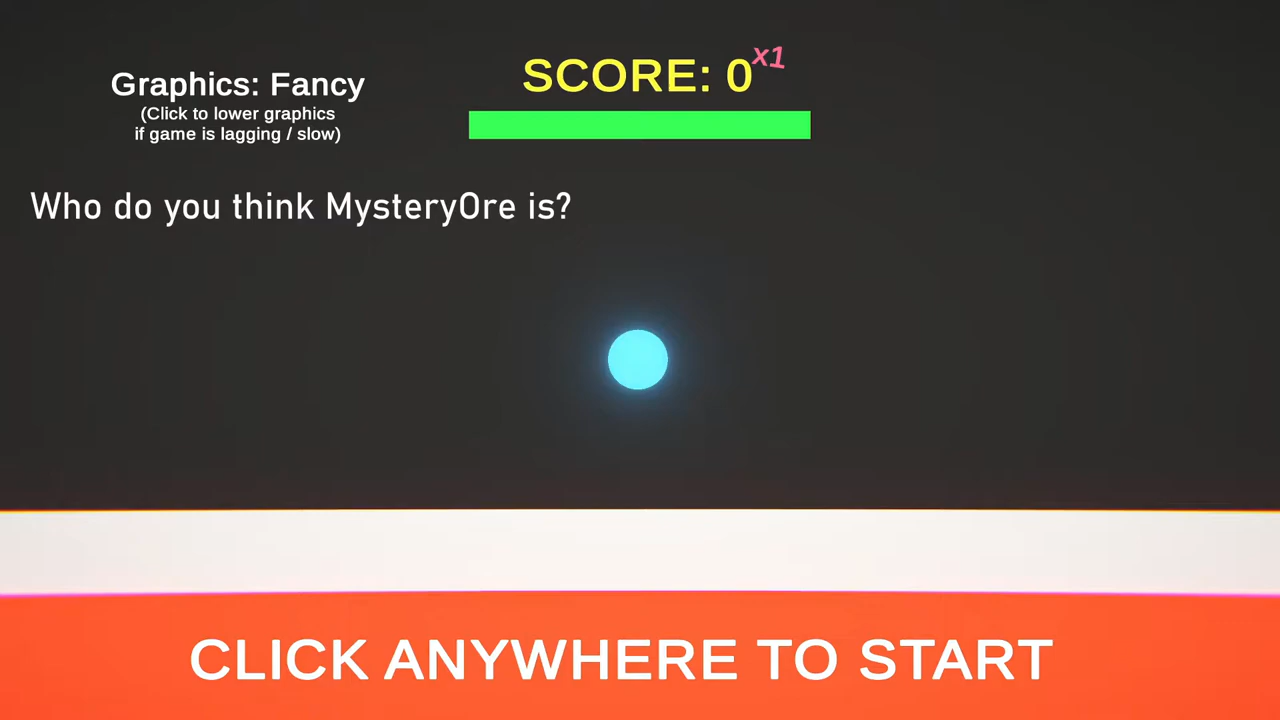 SCORE: 0 x1
Graphics: Fancy
(Click to lower graphics
if game is lagging / slow)
Who do you think MysteryOre is?
CLICK ANYWHERE TO START